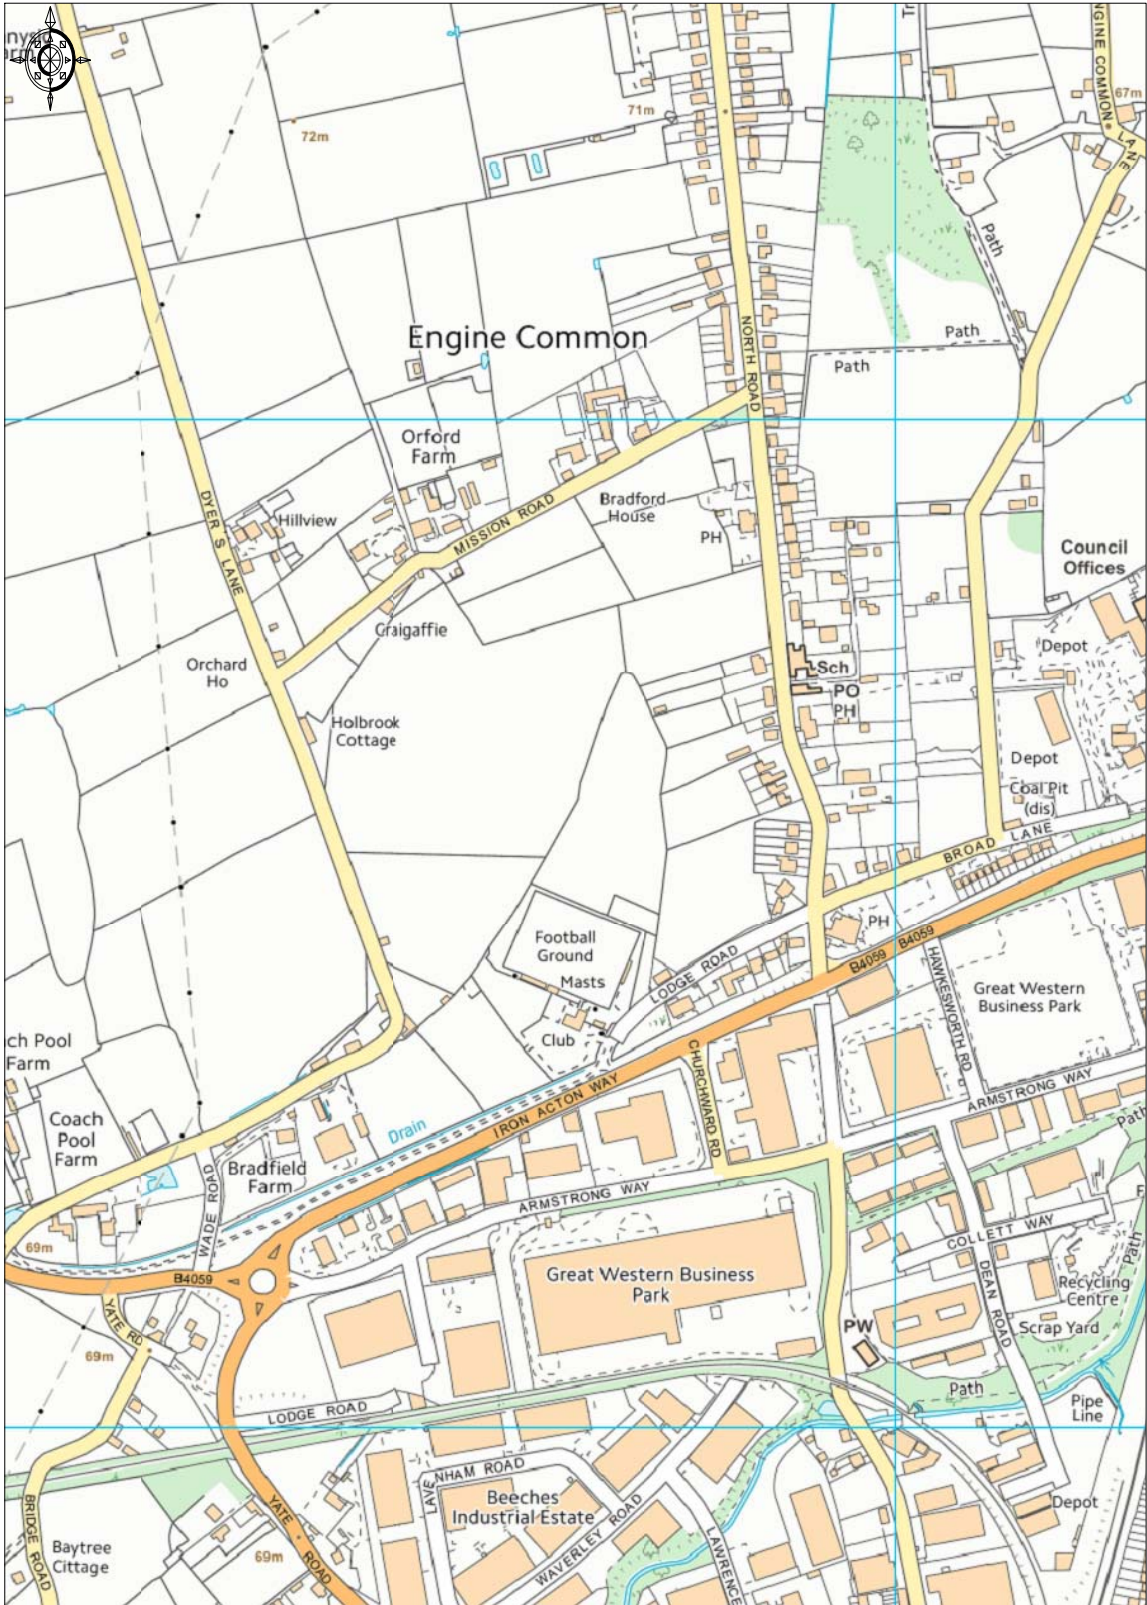 nnysid
arm
Tr
NGINE COMMON
67m
LANE
71m
72m
Path
Engine Common
Path
Path
NORTH ROAD
Orford
Farm
Bradford
House
MISSION ROAD
PH
Hillview
DYER'S LANE
Council
Offices
Craigaffie
Depot
Orchard
Ho
Sch
PO
PH
Holbrook
Cottage
Depot
Coal Pit
(dis)
BROAD LANE
PH
Football
Ground
Masts
LODGE ROAD
B4059 B4059
HAWKESWORTH RD
Great Western
Business Park
Club
ch Pool
Farm
CHURCHWARD RD
IRON ACTON WAY
ARMSTRONG WAY
Drain
Coach
Pool
Farm
Path
WADE ROAD
Bradfield
Farm
ARMSTRONG WAY
COLLETT WAY
Path
69m
B4059
Great Western Business
Park
DEAN ROAD
Recycling
Centre
YATE RD
PW
Scrap Yard
69m
Path
Pipe
Line
LODGE ROAD
LAVENHAM ROAD
Beeches
Industrial Estate
WAVERLEY ROAD
LAWRENCE
BRIDGE ROAD
YATE ROAD
Depot
Baytree
Cittage
69m